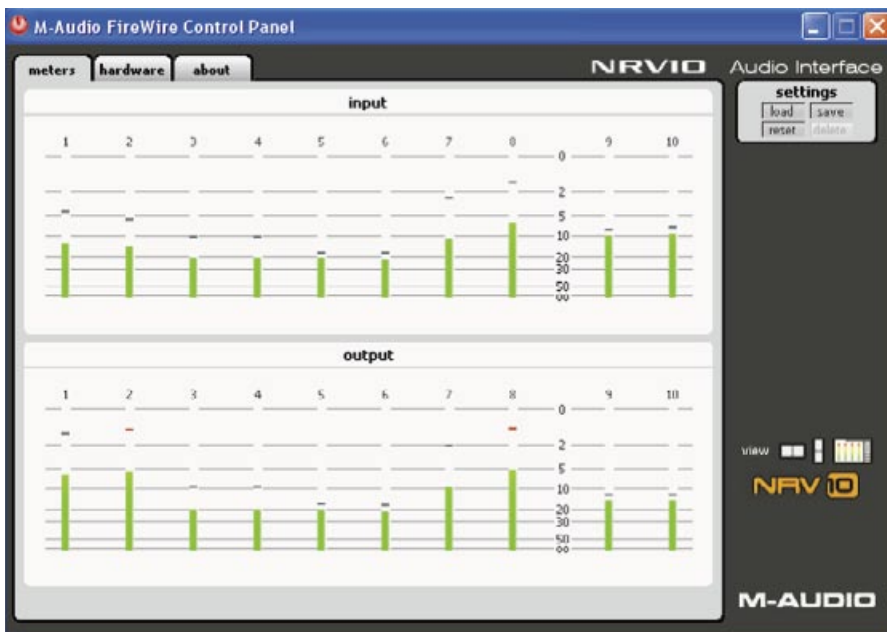 M-Audio FireWire Control Panel
meters hardware about
NRV10 Audio Interface
settings
load save
reset delete
input
1 2 3 4 5 6 7 8 9 10
0
2
5
10
20
30
50
∞
output
1 2 3 4 5 6 7 8 9 10
0
2
5
10
20
30
50
∞
view
NRV10
M-AUDIO